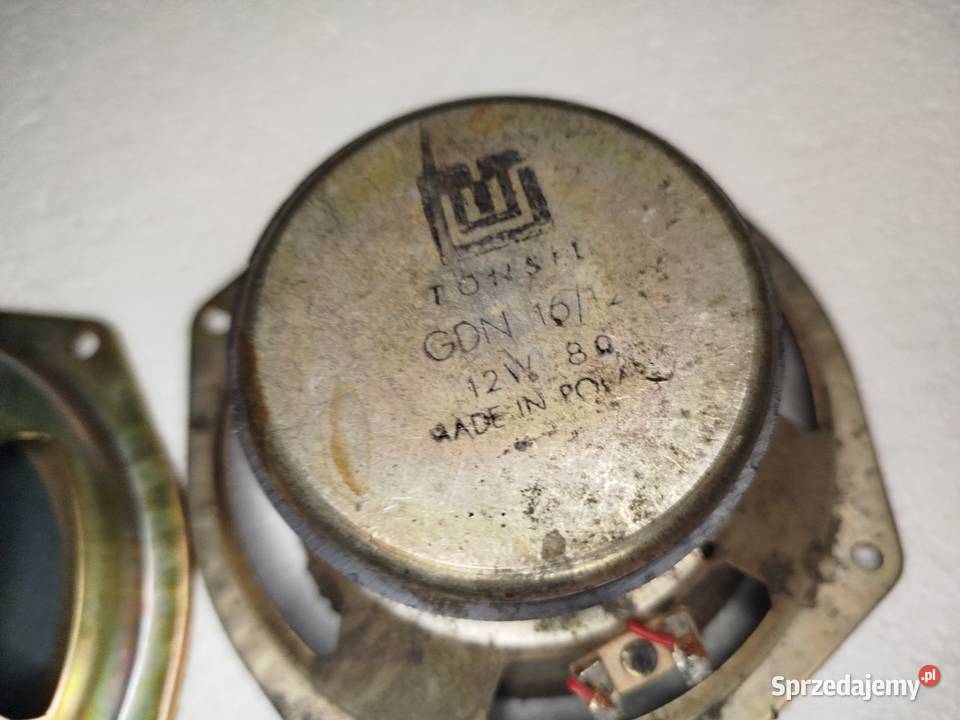 TONSIL
GDN 16/12
12W 8Ω
MADE IN POLAND
Sprzedajemy.pl